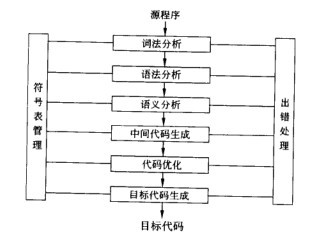 源程序
词法分析
语法分析
语义分析
中间代码生成
代码优化
目标代码生成
目标代码
符号表管理
出错处理